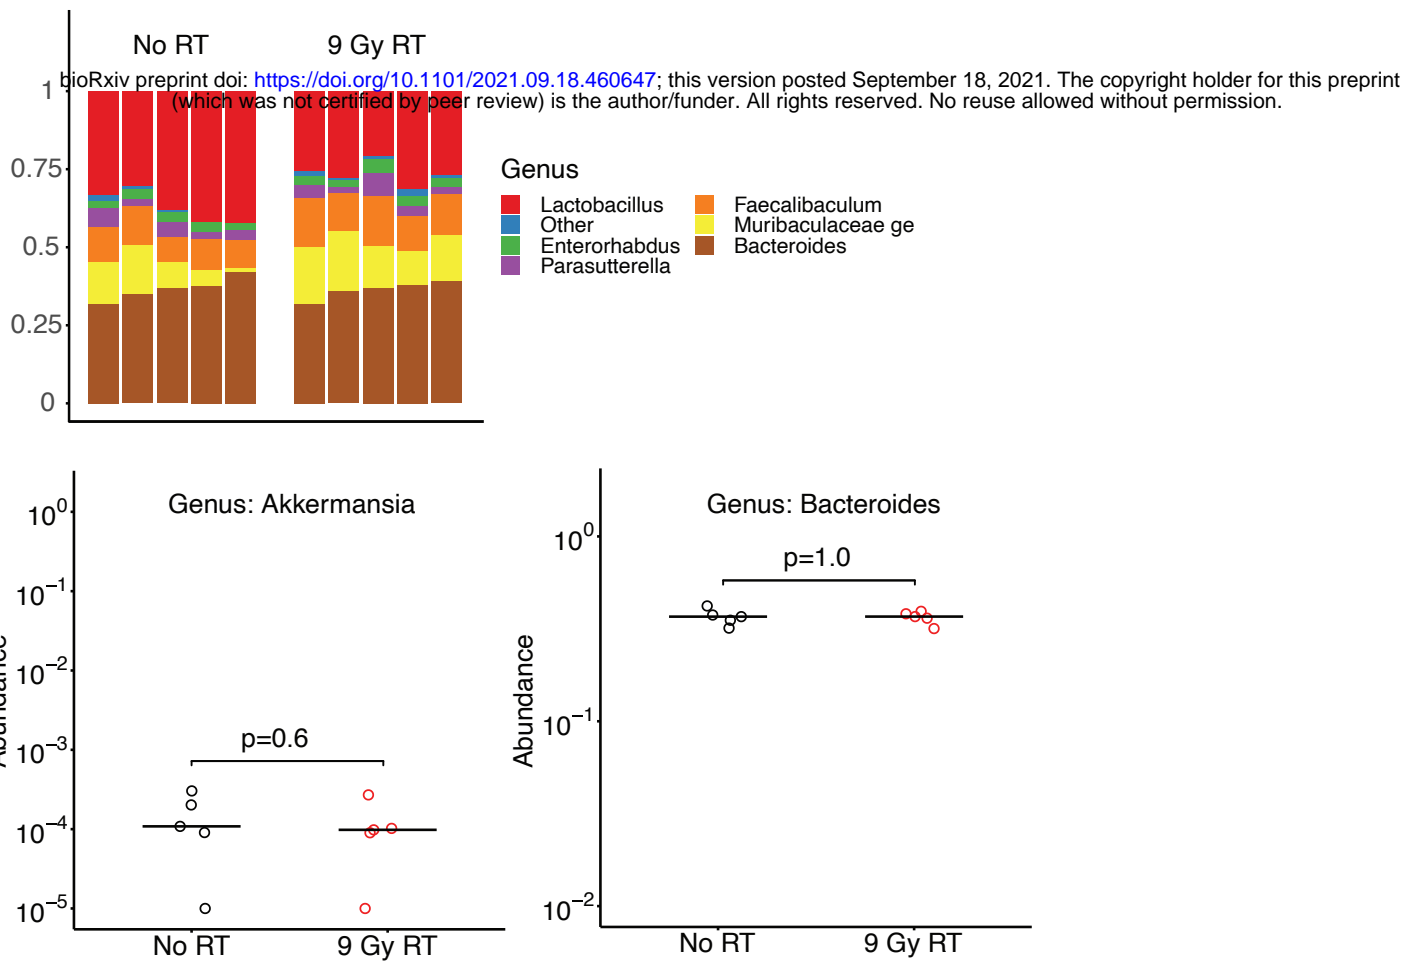 No RT 9 Gy RT
bioRxiv preprint doi: https://doi.org/10.1101/2021.09.18.460647; this version posted September 18, 2021. The copyright holder for this preprint
(which was not certified by peer review) is the author/funder. All rights reserved. No reuse allowed without permission.
1
0.75
0.5
0.25
0
Genus
Lactobacillus
Other
Enterorhabdus
Parasutterella
Faecalibaculum
Muribaculaceae ge
Bacteroides
Genus: Akkermansia
10^0
10^−1
10^−2
10^−3
10^−4
10^−5
Abundance
p=0.6
No RT 9 Gy RT
Genus: Bacteroides
10^0
10^−1
10^−2
Abundance
p=1.0
No RT 9 Gy RT